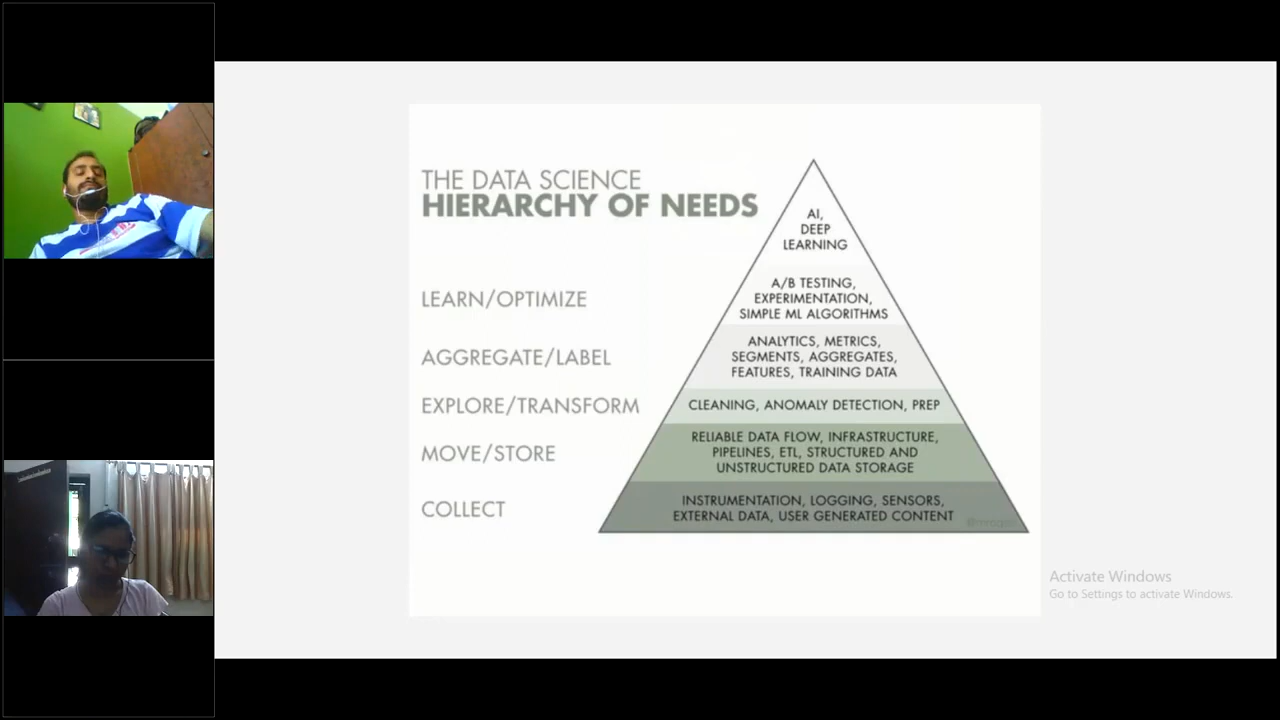 THE DATA SCIENCE
HIERARCHY OF NEEDS
LEARN/OPTIMIZE
AGGREGATE/LABEL
EXPLORE/TRANSFORM
MOVE/STORE
COLLECT
AI,
DEEP
LEARNING
A/B TESTING,
EXPERIMENTATION,
SIMPLE ML ALGORITHMS
ANALYTICS, METRICS,
SEGMENTS, AGGREGATES,
FEATURES, TRAINING DATA
CLEANING, ANOMALY DETECTION, PREP
RELIABLE DATA FLOW, INFRASTRUCTURE,
PIPELINES, ETL, STRUCTURED AND
UNSTRUCTURED DATA STORAGE
INSTRUMENTATION, LOGGING, SENSORS,
EXTERNAL DATA, USER GENERATED CONTENT
Activate Windows
Go to Settings to activate Windows.